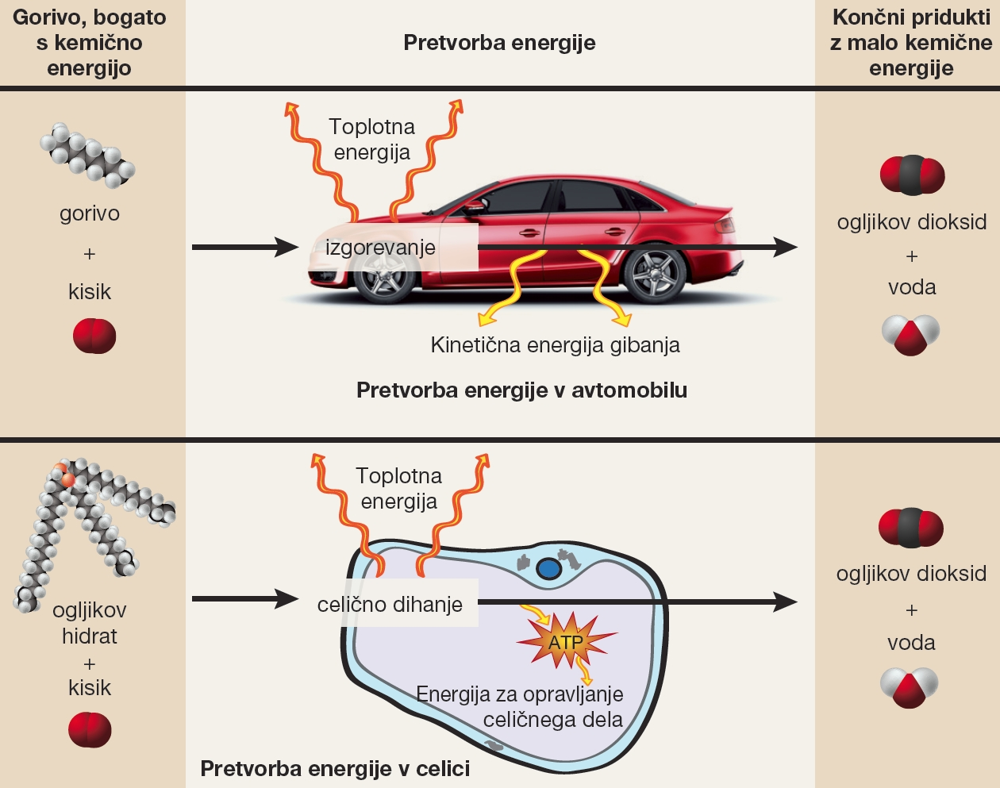 Gorivo, bogato
s kemično
energijo
Pretvorba energije
Končni pridukti
z malo kemične
energije
gorivo
+
kisik
Toplotna
energija
izgorevanje
Kinetična energija gibanja
Pretvorba energije v avtomobilu
ogljikov dioksid
+
voda
ogljikov
hidrat
+
kisik
Toplotna
energija
celično dihanje
ATP
Energija za opravljanje
celičnega dela
Pretvorba energije v celici
ogljikov dioksid
+
voda